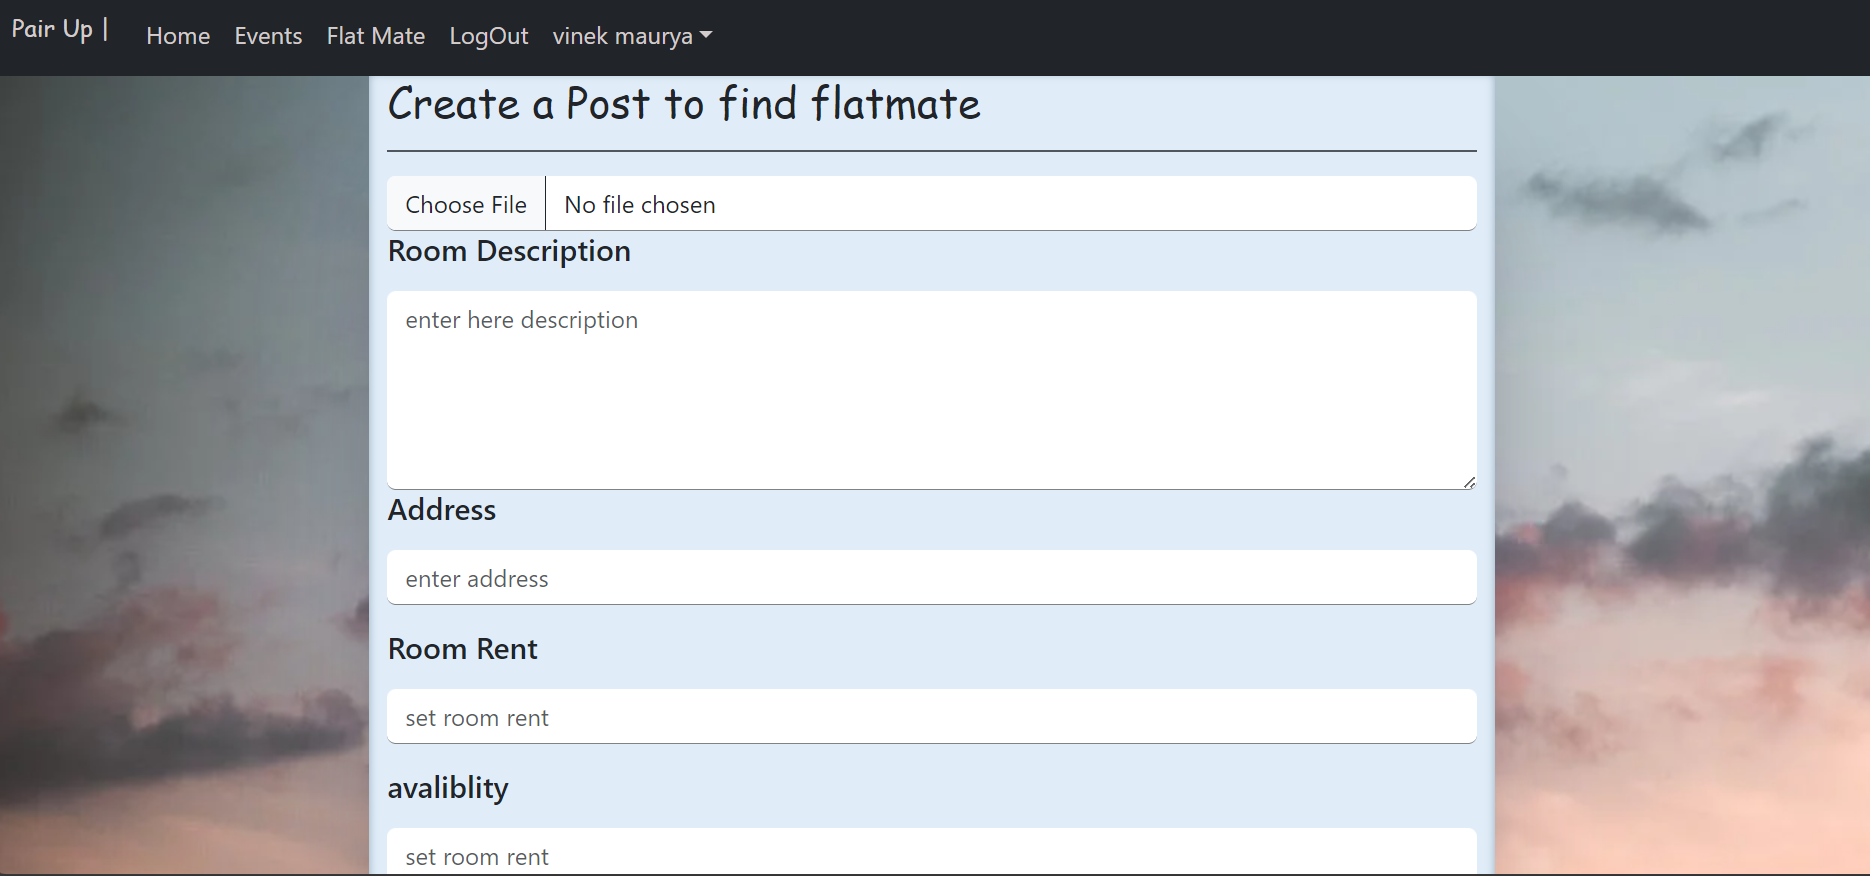 Pair Up | Home Events Flat Mate LogOut vinek maurya
Create a Post to find flatmate
Choose File No file chosen
Room Description
enter here description
Address
enter address
Room Rent
set room rent
avaliblity
set room rent